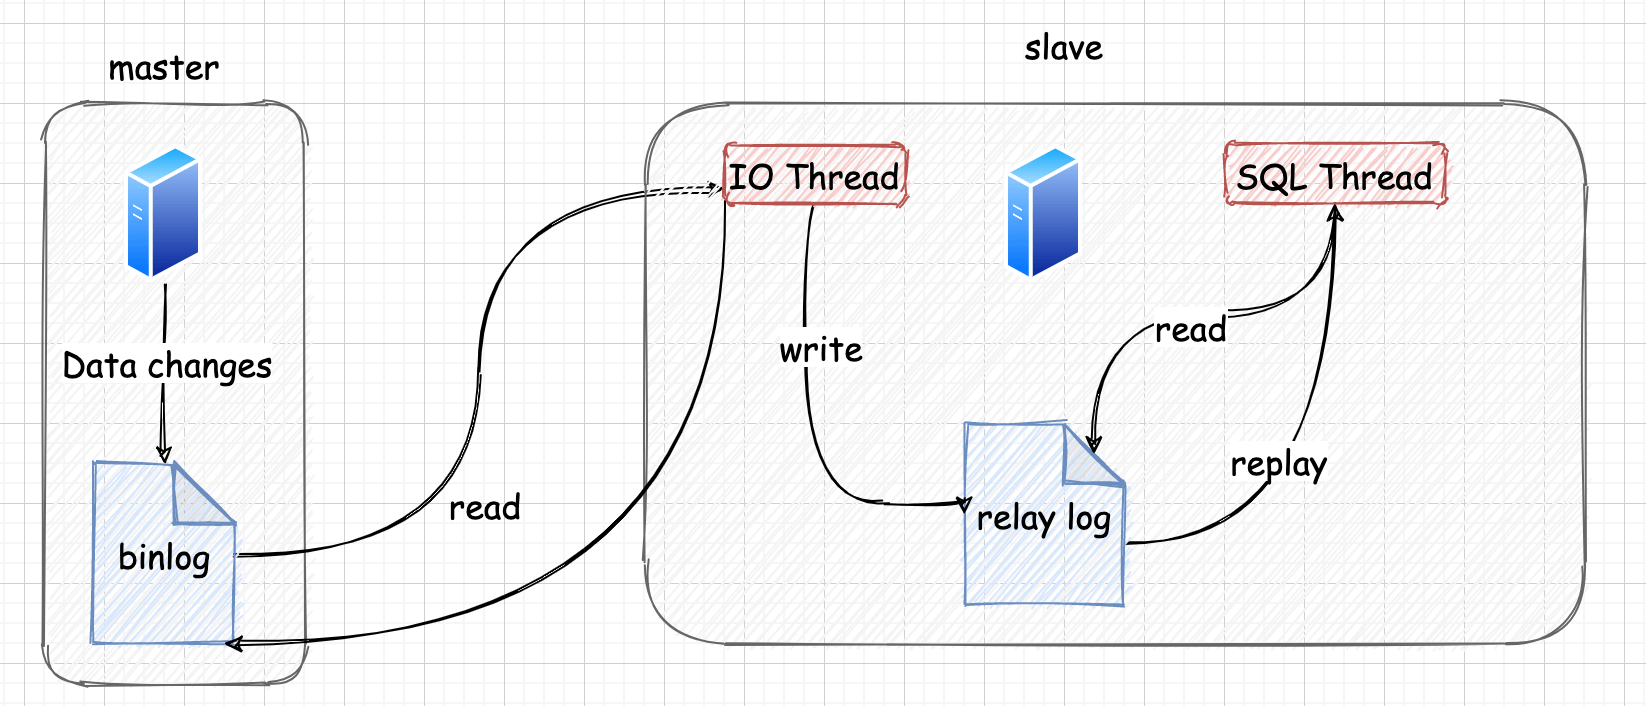 master
slave
IO Thread
SQL Thread
Data changes
write
read
replay
read
relay log
binlog